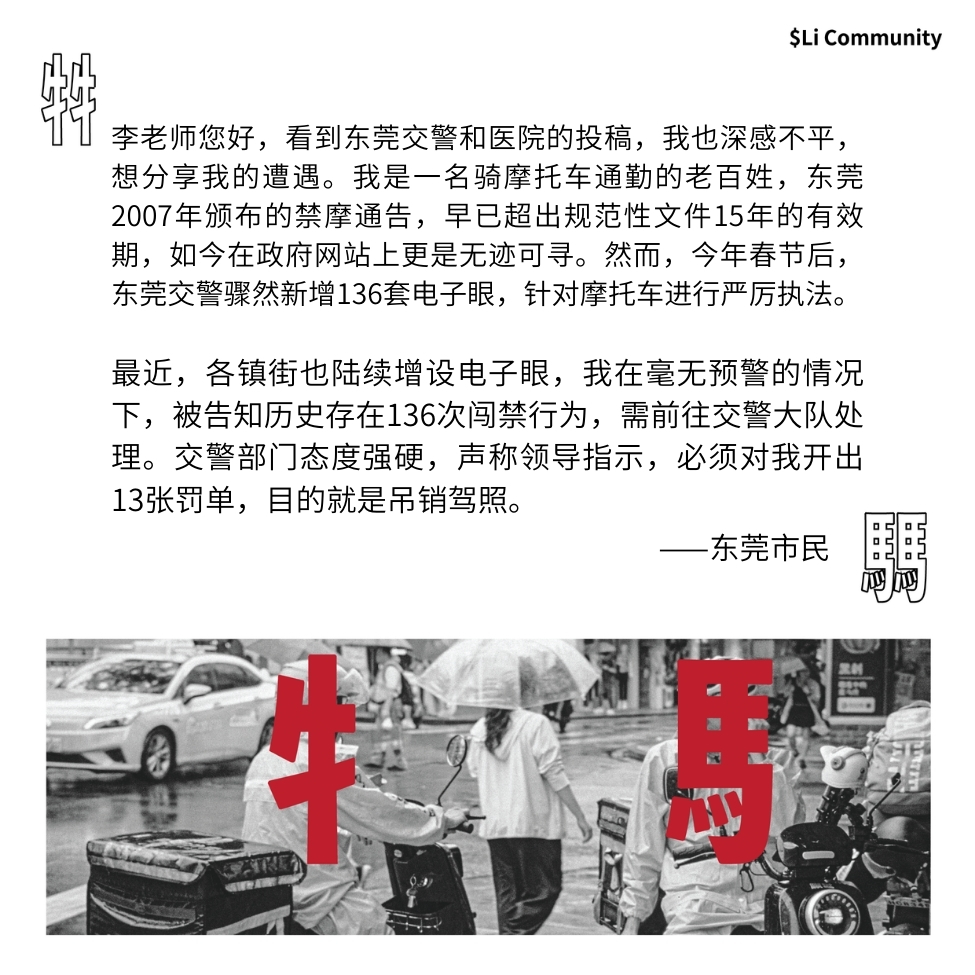 $Li Community
牛牛
李老师您好，看到东莞交警和医院的投稿，我也深感不平，
想分享我的遭遇。我是一名骑摩托车通勤的老百姓，东莞
2007年颁布的禁摩通告，早已超出规范性文件15年的有效
期，如今在政府网站上更是无迹可寻。然而，今年春节后，
东莞交警骤然新增136套电子眼，针对摩托车进行严厉执法。
最近，各镇街也陆续增设电子眼，我在毫无预警的情况
下，被告知历史存在136次闯禁行为，需前往交警大队处
理。交警部门态度强硬，声称领导指示，必须对我开出
13张罚单，目的就是吊销驾照。
——东莞市民
馬馬
牛 馬